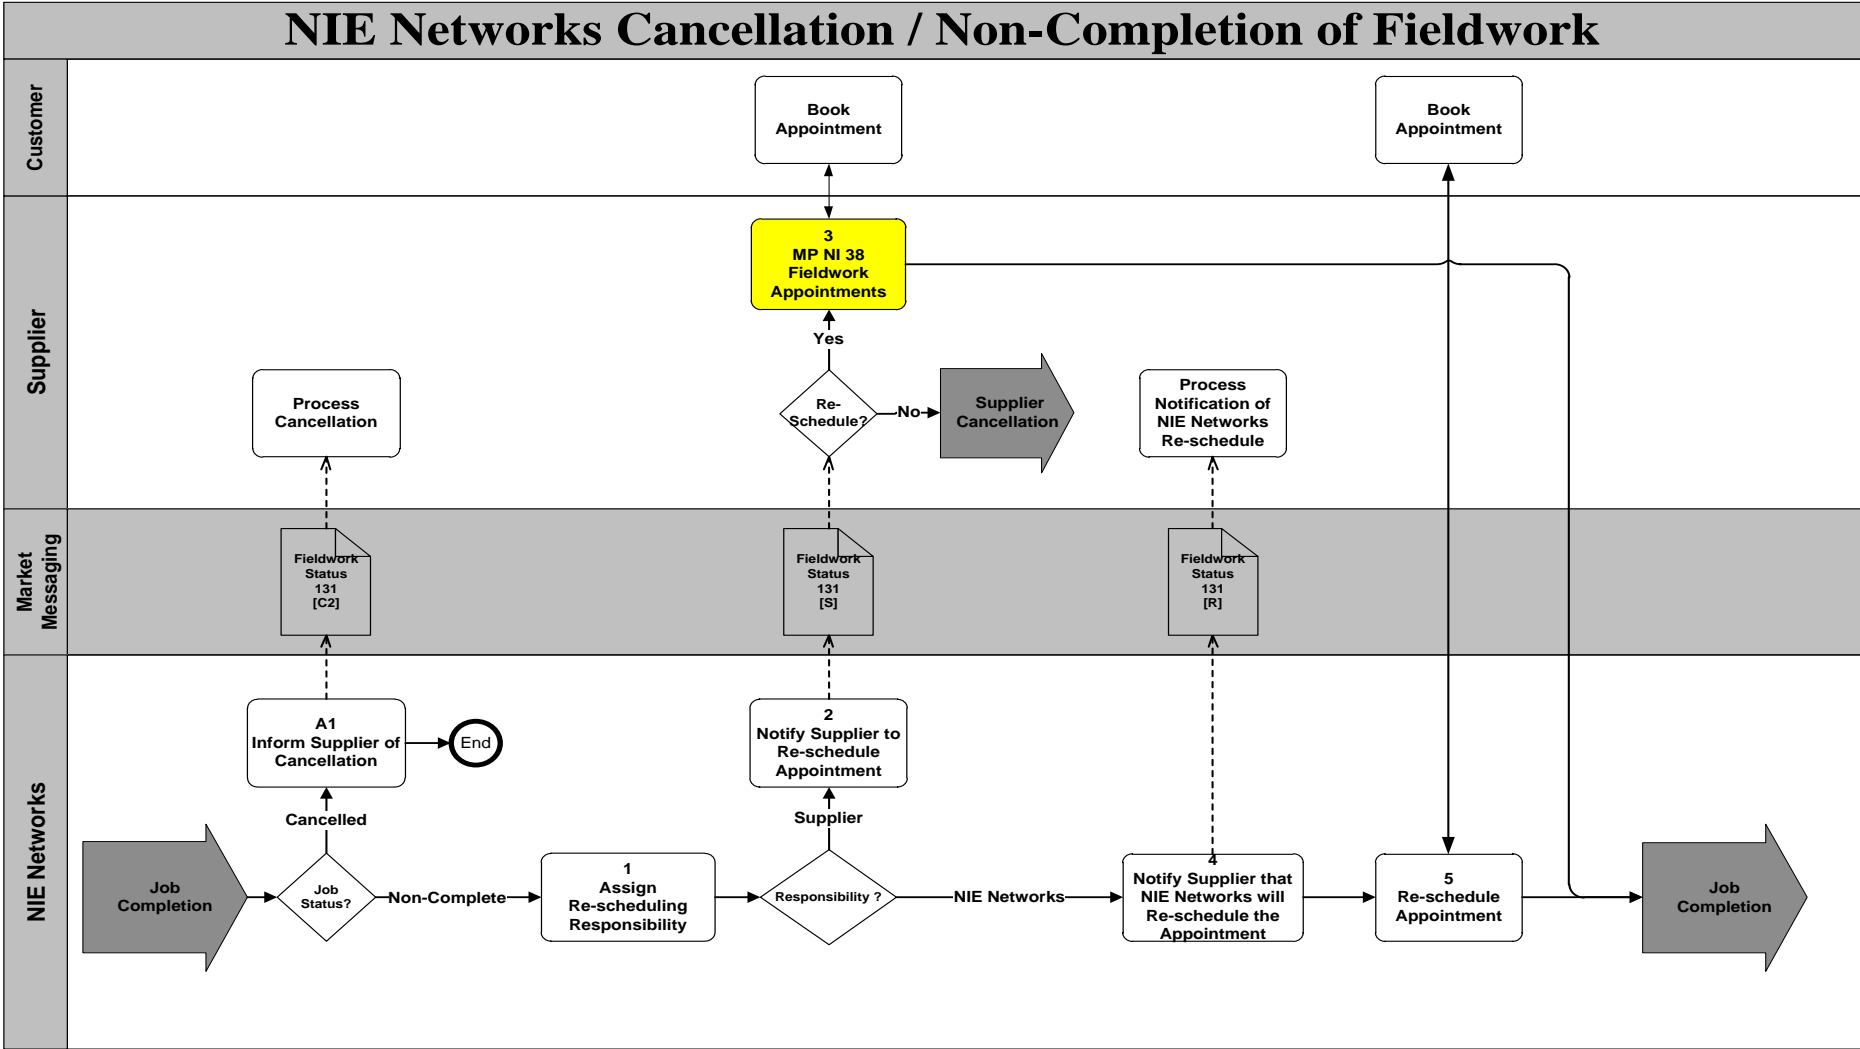 NIE Networks Cancellation / Non-Completion of Fieldwork
Customer
Book
Appointment
Book
Appointment
Supplier
3
MP NI 38
Fieldwork
Appointments
Yes
Process
Cancellation
Re-
Schedule?
No
Supplier
Cancellation
Process
Notification of
NIE Networks
Re-schedule
Market
Messaging
Fieldwork
Status
131
[C2]
Fieldwork
Status
131
[S]
Fieldwork
Status
131
[R]
NIE Networks
A1
Inform Supplier of
Cancellation
End
2
Notify Supplier to
Re-schedule
Appointment
Cancelled
Supplier
Job
Completion
Job
Status?
Non-Complete
1
Assign
Re-scheduling
Responsibility
Responsibility ?
NIE Networks
4
Notify Supplier that
NIE Networks will
Re-schedule the
Appointment
5
Re-schedule
Appointment
Job
Completion